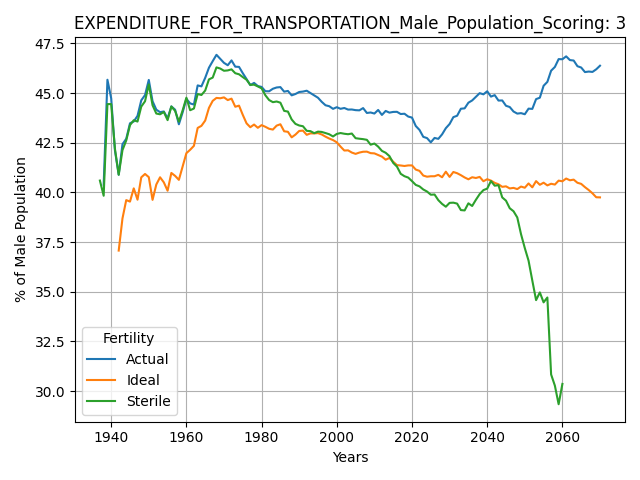 EXPENDITURE_FOR_TRANSPORTATION_Male_Population_Scoring: 3
47.5
45.0
42.5
40.0
37.5
35.0
32.5
30.0
% of Male Population
Fertility
Actual
Ideal
Sterile
1940 1960 1980 2000 2020 2040 2060
Years